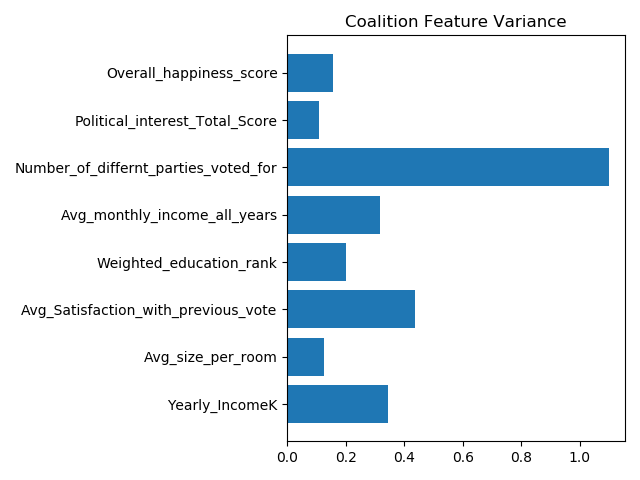 Coalition Feature Variance
Overall_happiness_score
Political_interest_Total_Score
Number_of_differnt_parties_voted_for
Avg_monthly_income_all_years
Weighted_education_rank
Avg_Satisfaction_with_previous_vote
Avg_size_per_room
Yearly_IncomeK
0.0 0.2 0.4 0.6 0.8 1.0